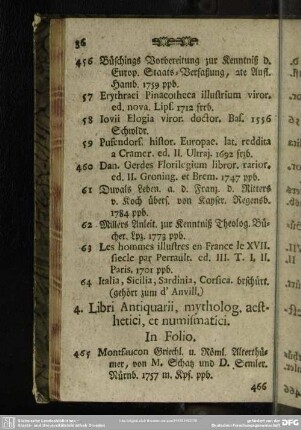 36
456 Büschings Vorbereitung zur Kenntniß d.
Europ. Staats-Verfaßung, 2te Aufl.
Hamb. 1759 ppb.
57 Erythraei Pinacotheca illustrium viror.
ed. nova. Lips. 1712 frb.
58 Iovii Elogia viror. doctor. Bas. 1556
Schwldr.
59 Pufendorf. histor. Europae. lat. reddita
a Cramer. ed. II. Ultraj. 1692 frzb.
460 Dan. Gerdes Florilegium libror. rarior.
ed. II. Groning. et Brem. 1747 ppb.
61 Duvals Leben. a. d. Franz. d. Ritters
v. Koch übers. von Kayser. Regensb.
1784 ppb.
62 Millers Anleit. zur Kenntniß Theolog. Bü-
cher. Lpz. 1773 ppb.
63 Les hommes illustres en France le XVII.
siecle par Perrault. ed. III. T. I, II.
Paris. 1701 ppb.
64 Italia, Sicilia, Sardinia, Corsica. brschürt.
(gehört zum d' Anvill.)
4. Libri Antiquarii, mytholog, aest-
hetici, et numismatici.
In Folio.
465 Montfaucon Griechl. u. Röml. Alterthü-
mer, von M. Schatz und D. Semler.
Nürnb. 1757 m. Kpf. ppb.
466